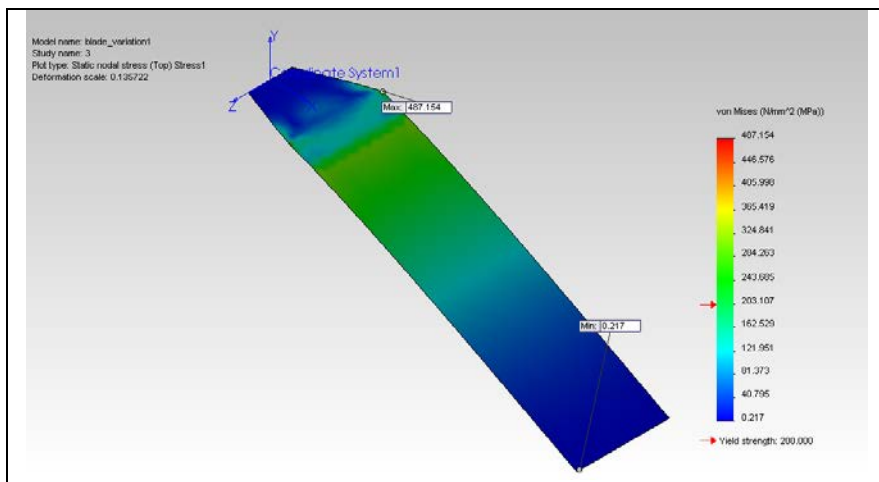 Model name: blade_variation1
Study name: 3
Plot type: Static nodal stress (Top) Stress1
Deformation scale: 0.135722
Y
Coordinate System1
Z
Max: 487.154
von Mises (N/mm^2 (MPa))
407.154
446.576
405.998
365.419
324.841
284.263
243.685
203.107
162.529
121.951
81.373
40.795
0.217
Min: 0.217
Yield strength: 200.000